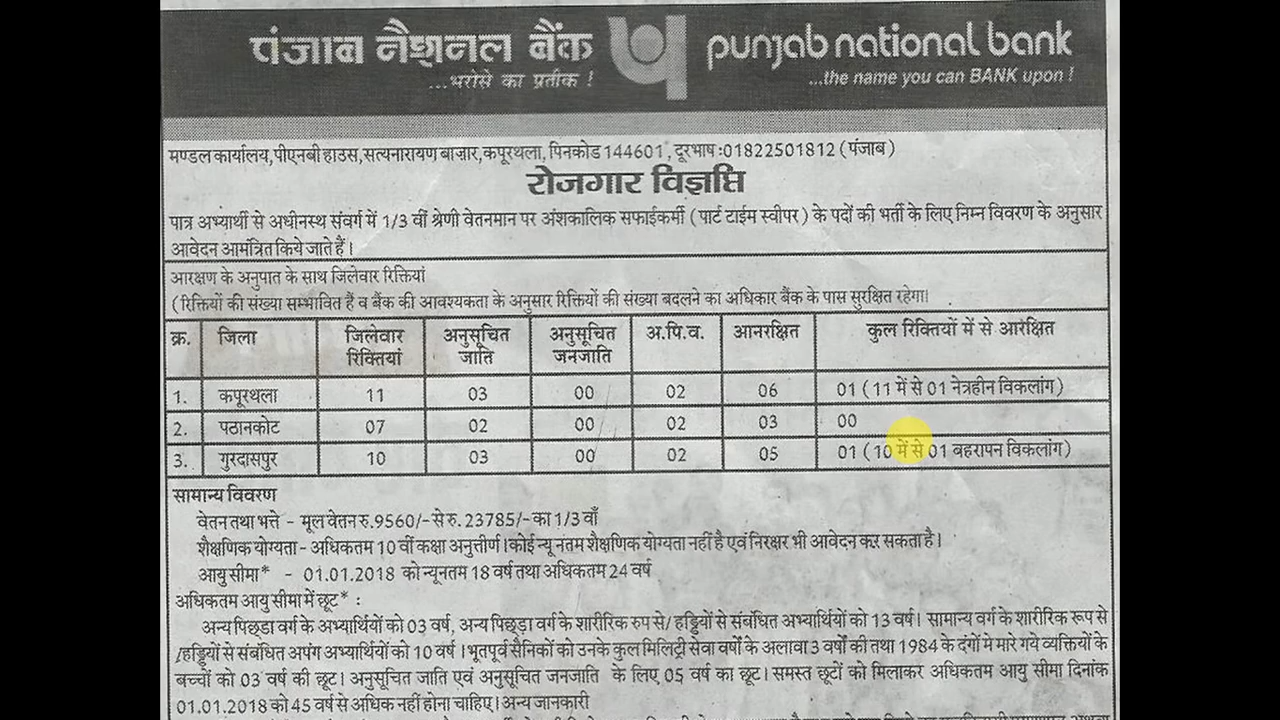 पंजाब नैशनल बैंक punjab national bank
...भरोसे का प्रतीक ! ...the name you can BANK upon !
मण्डल कार्यालय,पीएनबी हाउस,सत्यनारायण बाज़ार,कपूरथला, पिनकोड 144601, दूरभाष :01822501812 ( पंजाब )
रोजगार विज्ञप्ति
पात्र अभ्यार्थी से अधीनस्थ संवर्ग में 1/3 वीं श्रेणी वेतनमान पर अंशकालिक सफाईकर्मी ( पार्ट टाईम स्वीपर ) के पदों की भर्ती के लिए निम्न विवरण के अनुसार
आवेदन आमंत्रित किये जाते हैं ।
आरक्षण के अनुपात के साथ जिलेवार रिक्तियां
(रिक्तियों की संख्या सम्भावित है व बैंक की आवश्यकता के अनुसार रिक्तियों की संख्या बदलने का अधिकार बैंक के पास सुरक्षित रहेगा।
क्र. जिला जिलेवार रिक्तियां अनुसूचित जाति अनुसूचित जनजाति अ.पि.व. आनरक्षित कुल रिक्तियों में से आरक्षित
1. कपूरथला 11 03 00 02 06 01 ( 11 में से 01 नेत्रहीन विकलांग )
2. पठानकोट 07 02 00 02 03 00
3. गुरदासपुर 10 03 00 02 05 01 ( 10 में से 01 बहरापन विकलांग )
सामान्य विवरण
वेतन तथा भत्ते - मूल वेतन रु.9560/- से रु. 23785/- का 1/3 वाँ
शैक्षणिक योग्यता - अधिकतम 10 वीं कक्षा अनुत्तीर्ण । कोई न्यूनतम शैक्षणिक योग्यता नहीं है एवं निरक्षर भी आवेदन कर सकता है ।
आयु सीमा* - 01.01.2018 को न्यूनतम 18 वर्ष तथा अधिकतम 24 वर्ष
अधिकतम आयु सीमा में छूट* :
अन्य पिछड़ा वर्ग के अभ्यार्थियों को 03 वर्ष, अन्य पिछड़ा वर्ग के शारीरिक रुप से/ हड्डियों से संबंधित अभ्यार्थियों को 13 वर्ष । सामान्य वर्ग के शारीरिक रूप से
/हड्डियों से संबंधित अपंग अभ्यार्थियों को 10 वर्ष । भूतपूर्व सैनिकों को उनके कुल मिलिट्री सेवा वर्षों के अलावा 3 वर्षों की तथा 1984 के दंगों मे मारे गये व्यक्तियों के
बच्चों को 03 वर्ष की छूट । अनुसूचित जाति एवं अनुसूचित जनजाति के लिए 05 वर्ष का छूट । समस्त छूटों को मिलाकर अधिकतम आयु सीमा दिनांक
01.01.2018 को 45 वर्ष से अधिक नहीं होना चाहिए । अन्य जानकारी